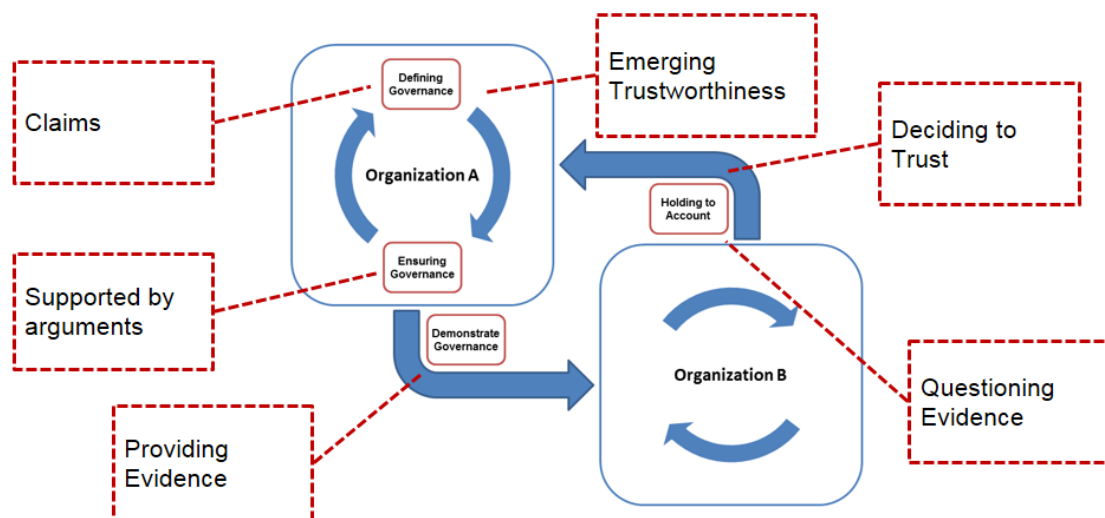 Claims
Defining
Governance
Emerging
Trustworthiness
Deciding to
Trust
Organization A
Holding to
Account
Ensuring
Governance
Supported by
arguments
Demonstrate
Governance
Organization B
Questioning
Evidence
Providing
Evidence